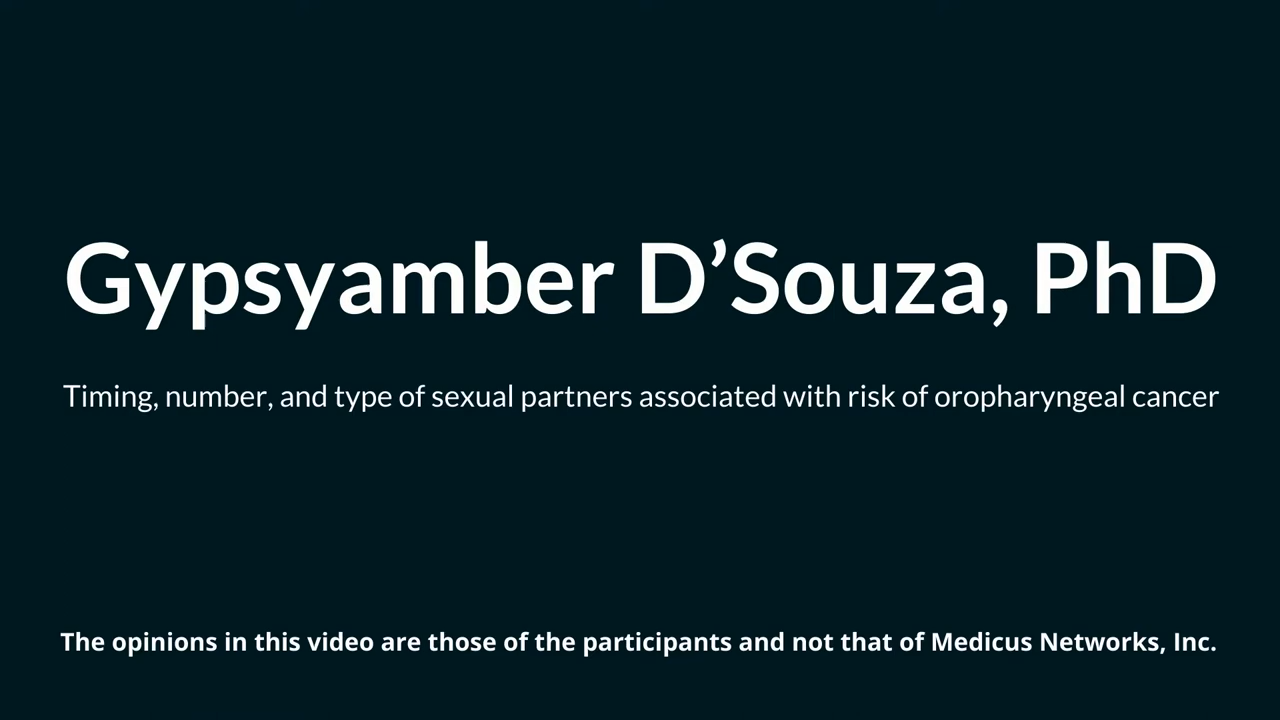 Gypsyamber D’Souza, PhD
Timing, number, and type of sexual partners associated with risk of oropharyngeal cancer
The opinions in this video are those of the participants and not that of Medicus Networks, Inc.